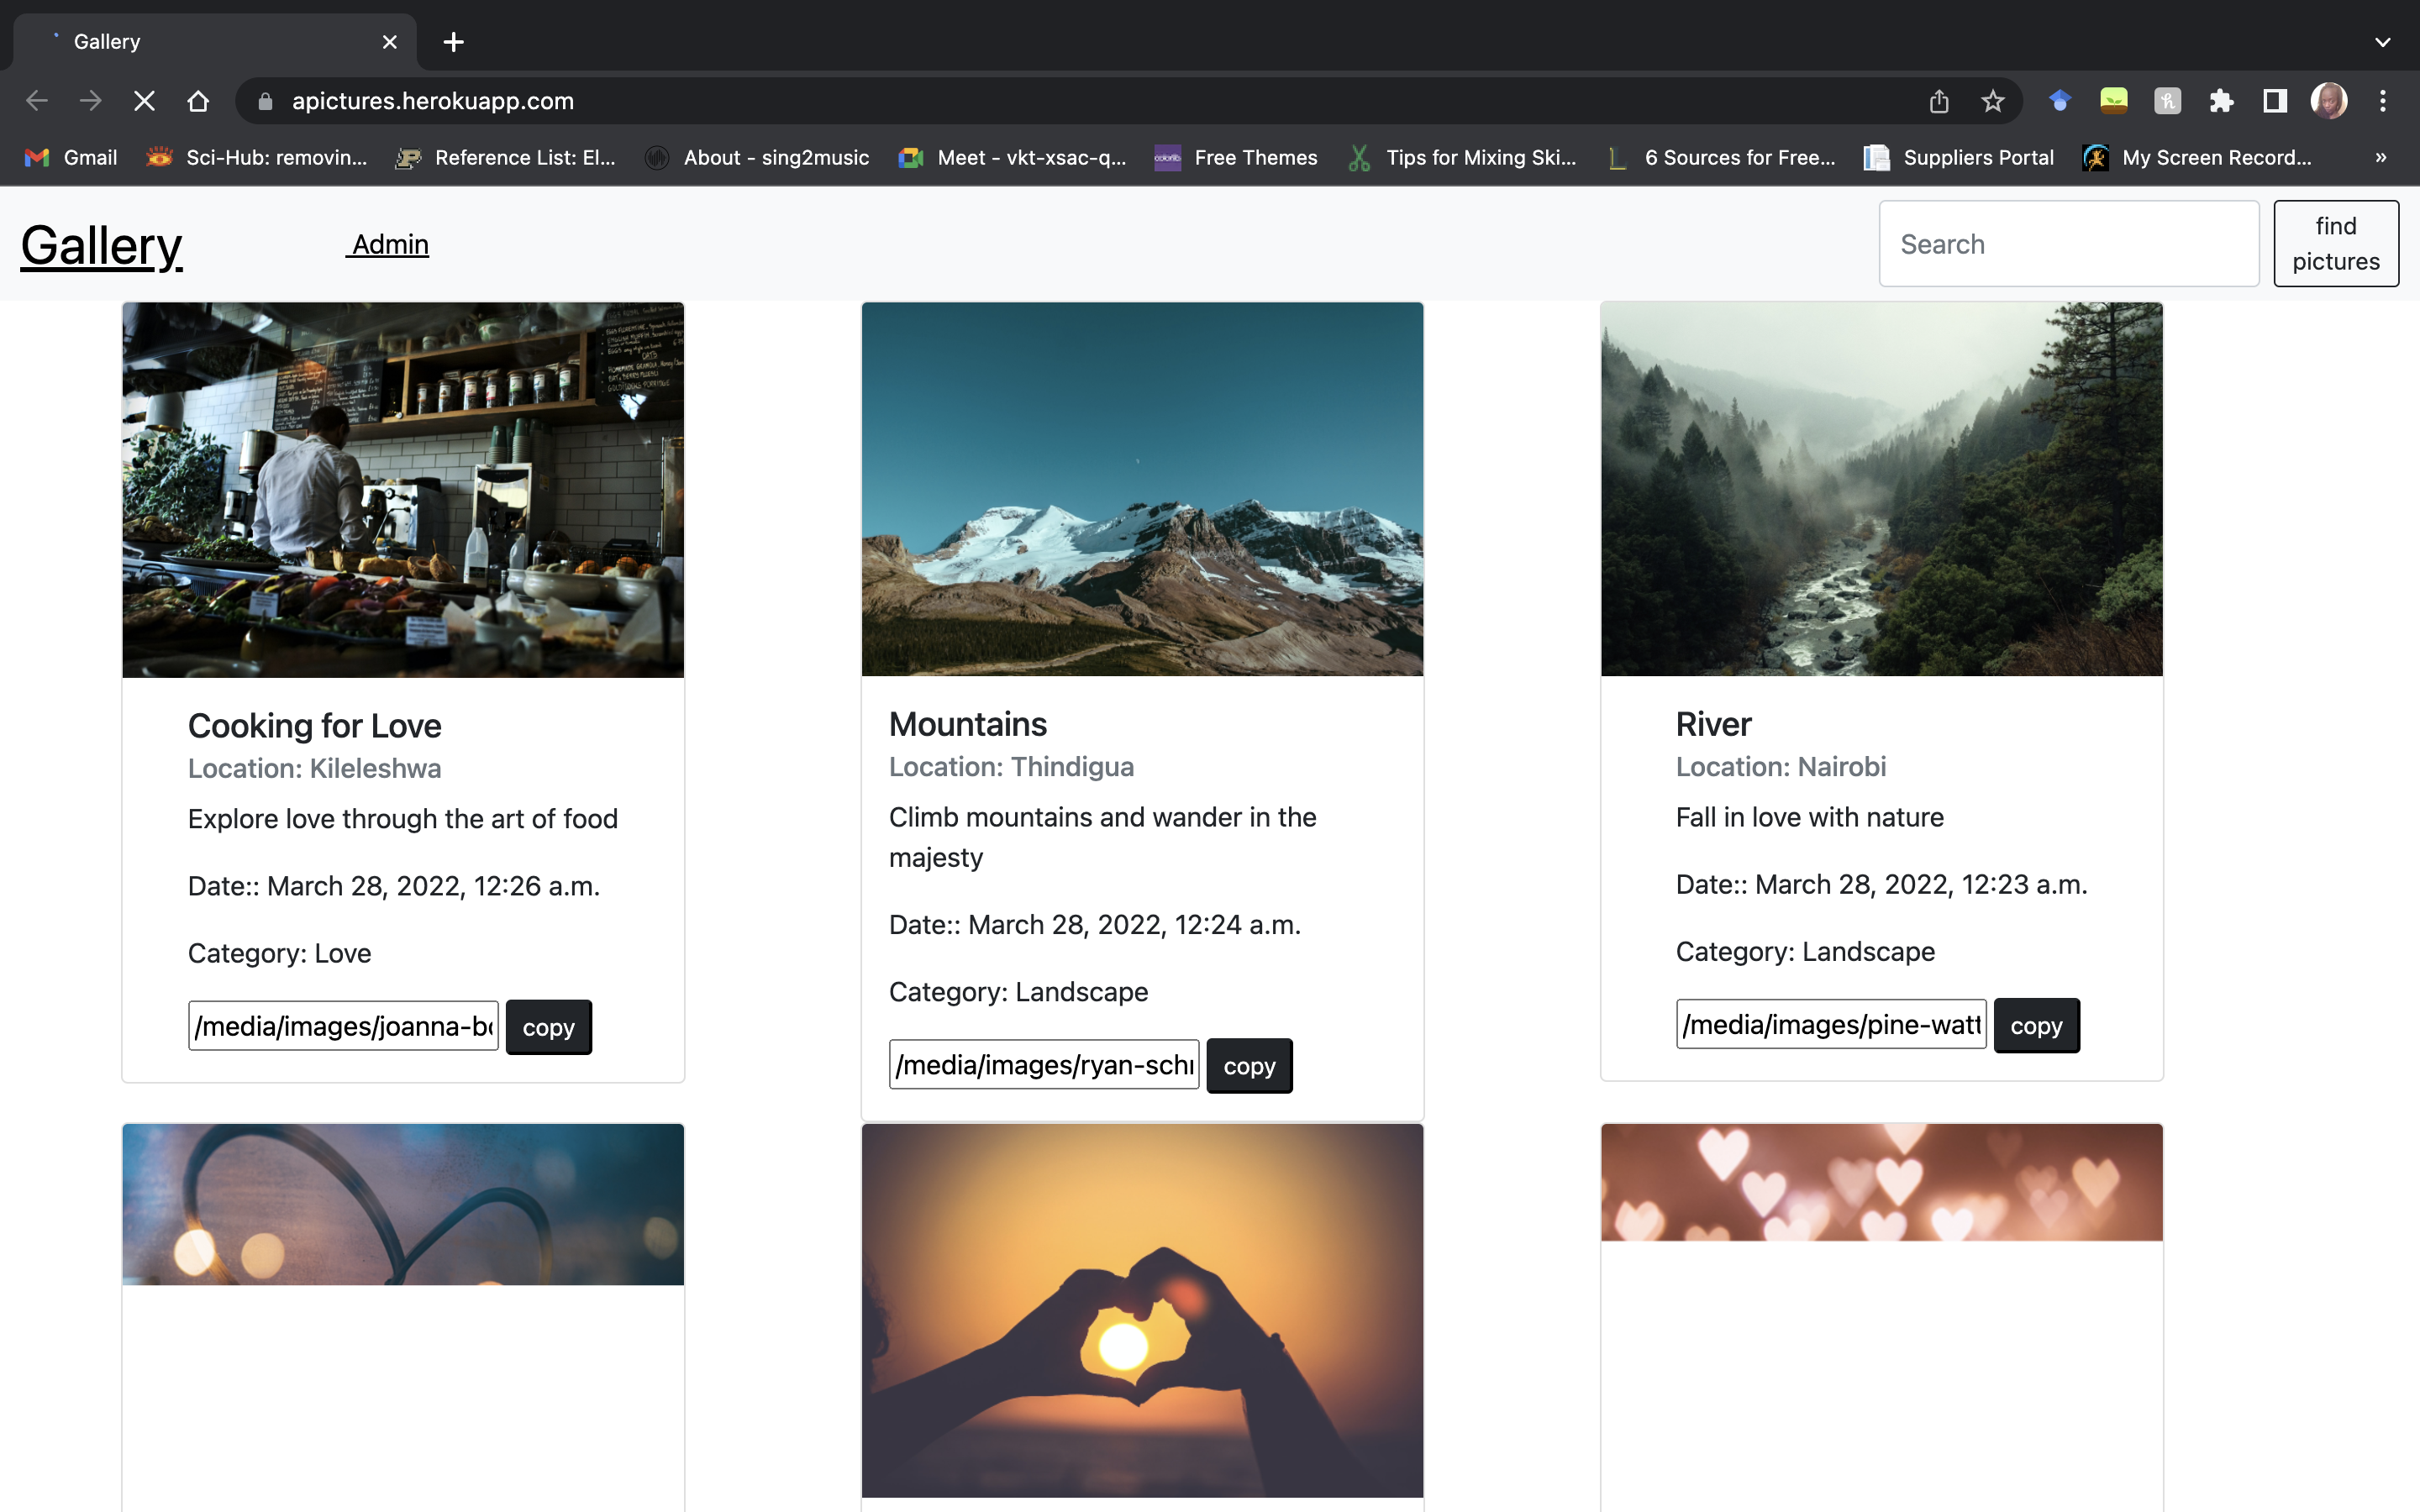 Gallery
apictures.herokuapp.com
Gmail
Sci-Hub: removin...
Reference List: El...
About - sing2music
Meet - vkt-xsac-q...
colorlib
Free Themes
Tips for Mixing Ski...
6 Sources for Free...
Suppliers Portal
My Screen Record...
»
Gallery
Admin
Search
find
pictures
Cooking for Love
Location: Kileleshwa
Explore love through the art of food
Date:: March 28, 2022, 12:26 a.m.
Category: Love
/media/images/joanna-bo
copy
Mountains
Location: Thindigua
Climb mountains and wander in the
majesty
Date:: March 28, 2022, 12:24 a.m.
Category: Landscape
/media/images/ryan-schu
copy
River
Location: Nairobi
Fall in love with nature
Date:: March 28, 2022, 12:23 a.m.
Category: Landscape
/media/images/pine-watt
copy